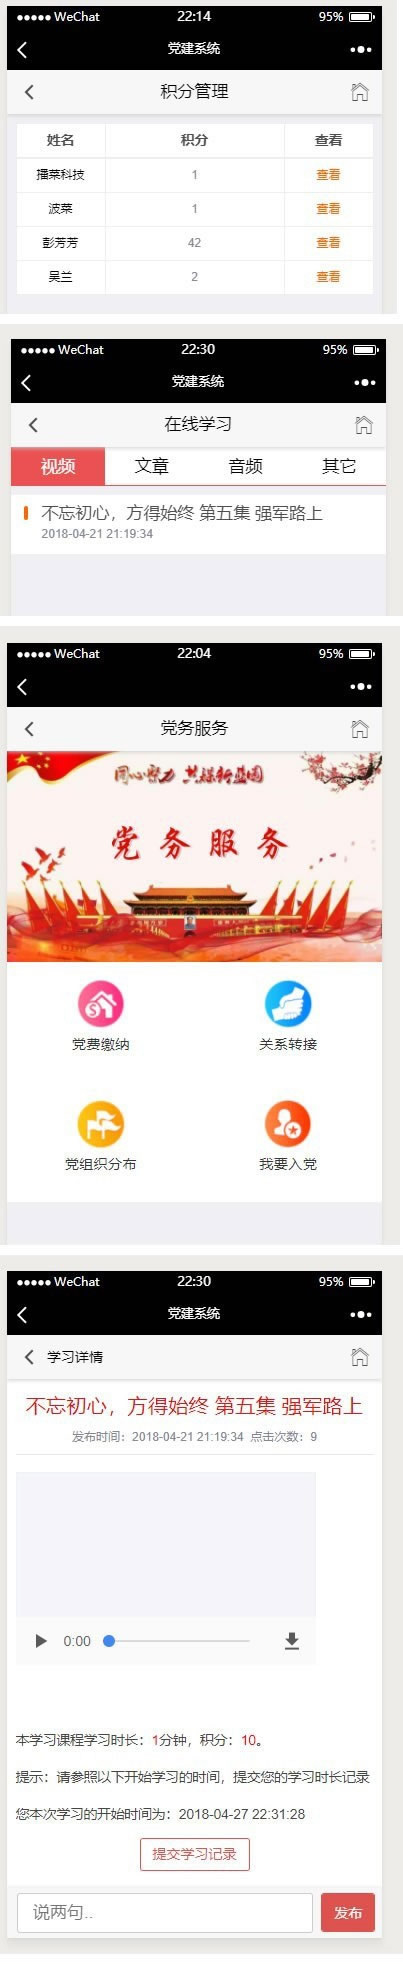 WeChat 22:14 95%
党建系统
积分管理
姓名 积分 查看
播菜科技 1 查看
波菜 1 查看
彭芳芳 42 查看
吴兰 2 查看
WeChat 22:30 95%
党建系统
在线学习
视频 文章 音频 其它
不忘初心，方得始终 第五集 强军路上
2018-04-21 21:19:34
WeChat 22:04 95%
党务服务
同心智力 共谋新蓝图
党务服务
党费缴纳 关系转接
党组织分布 我要入党
WeChat 22:30 95%
党建系统
学习详情
不忘初心，方得始终 第五集 强军路上
发布时间：2018-04-21 21:19:34 点击次数：9
0:00
本学习课程学习时长：1分钟，积分：10。
提示：请参照以下开始学习的时间，提交您的学习时长记录
您本次学习的开始时间为：2018-04-27 22:31:28
提交学习记录
说两句.. 发布